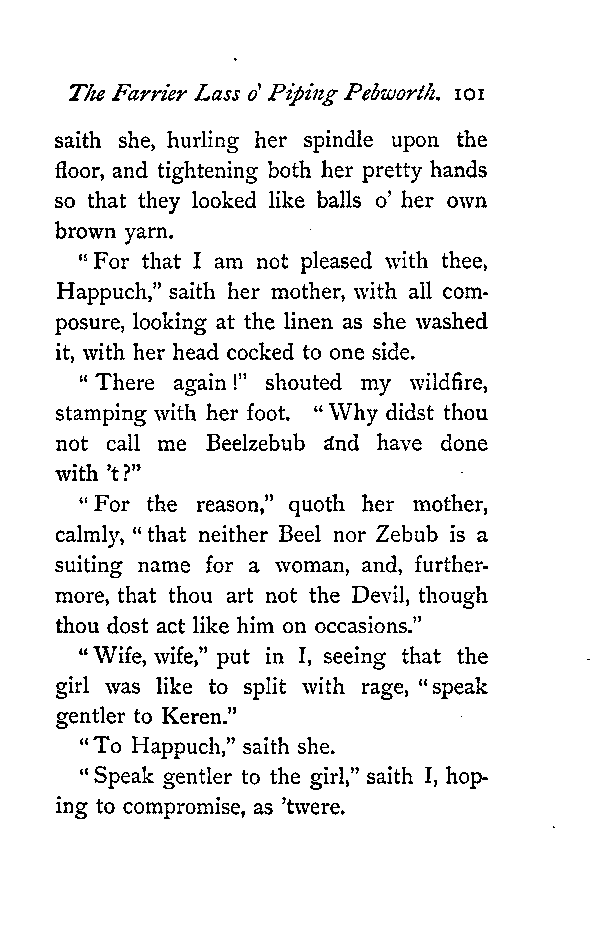 The Farrier Lass o' Piping Pebworth. 101
saith she, hurling her spindle upon the
floor, and tightening both her pretty hands
so that they looked like balls o' her own
brown yarn.
"For that I am not pleased with thee,
Happuch," saith her mother, with all com-
posure, looking at the linen as she washed
it, with her head cocked to one side.
"There again!" shouted my wildfire,
stamping with her foot. "Why didst thou
not call me Beelzebub and have done
with 't?"
"For the reason," quoth her mother,
calmly, "that neither Beel nor Zebub is a
suiting name for a woman, and, further-
more, that thou art not the Devil, though
thou dost act like him on occasions."
"Wife, wife," put in I, seeing that the
girl was like to split with rage, "speak
gentler to Keren."
"To Happuch," saith she.
"Speak gentler to the girl," saith I, hop-
ing to compromise, as 'twere.